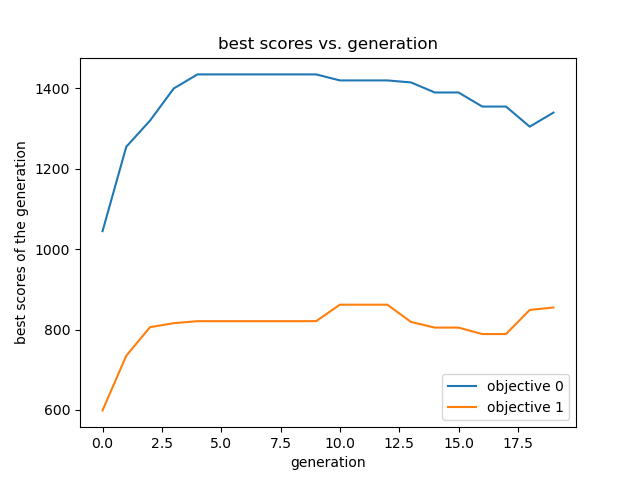 best scores vs. generation
best scores of the generation
1400
1200
1000
800
600
0.0 2.5 5.0 7.5 10.0 12.5 15.0 17.5
generation
objective 0
objective 1